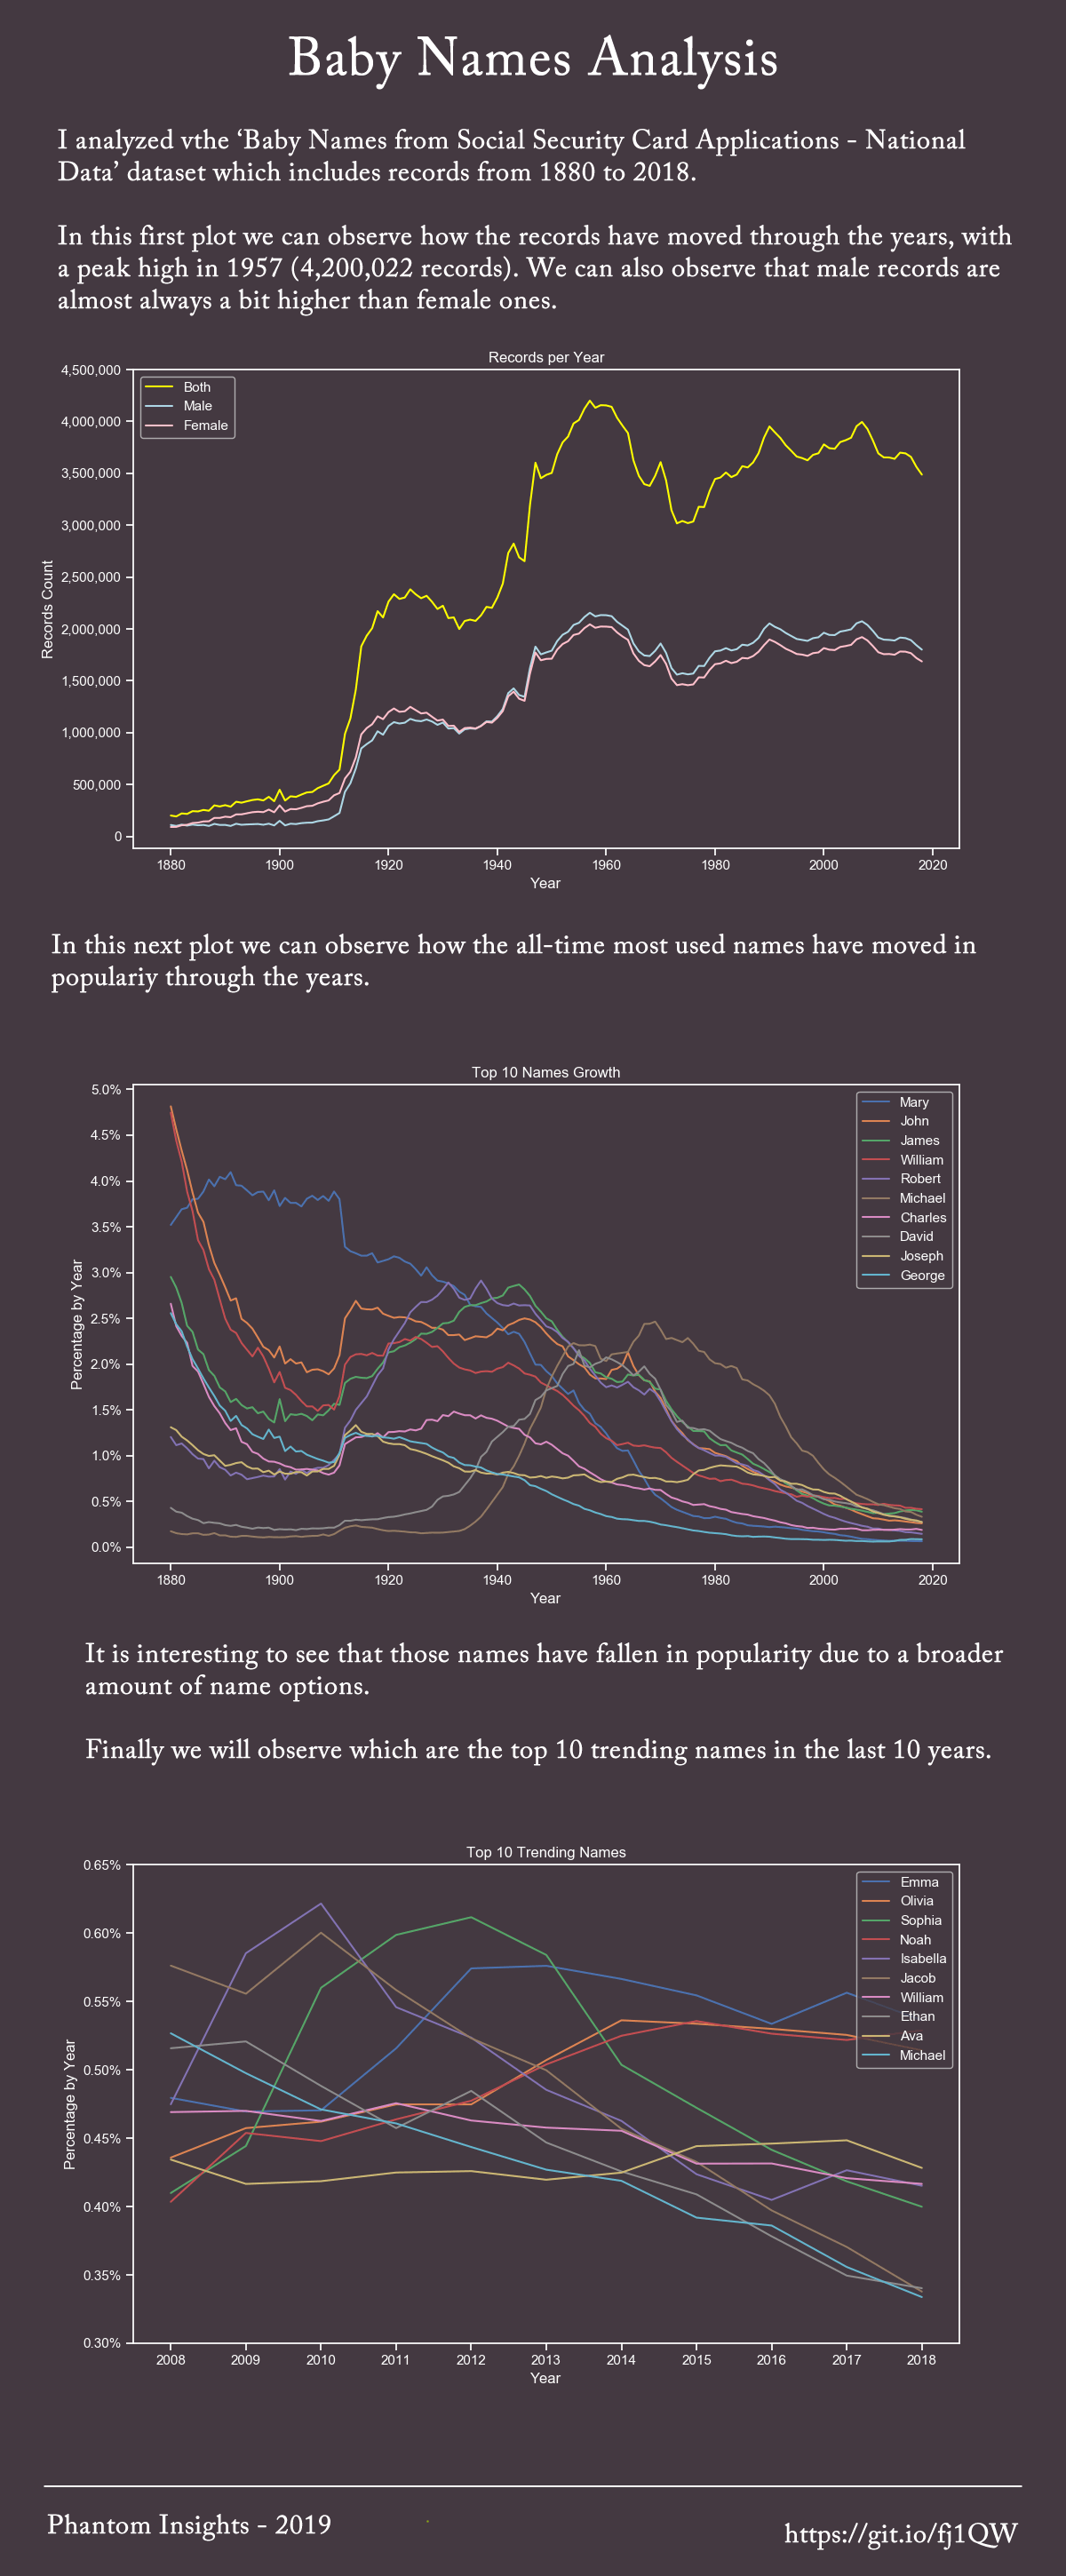 Baby Names Analysis
I analyzed vthe ‘Baby Names from Social Security Card Applications - National
Data’ dataset which includes records from 1880 to 2018.
In this first plot we can observe how the records have moved through the years, with
a peak high in 1957 (4,200,022 records). We can also observe that male records are
almost always a bit higher than female ones.
Records per Year
4,500,000
4,000,000
3,500,000
3,000,000
2,500,000
2,000,000
1,500,000
1,000,000
500,000
0
Records Count
Both
Male
Female
1880 1900 1920 1940 1960 1980 2000 2020
Year
In this next plot we can observe how the all-time most used names have moved in
populariy through the years.
Top 10 Names Growth
5.0%
4.5%
4.0%
3.5%
3.0%
2.5%
2.0%
1.5%
1.0%
0.5%
0.0%
Percentage by Year
Mary
John
James
William
Robert
Michael
Charles
David
Joseph
George
1880 1900 1920 1940 1960 1980 2000 2020
Year
It is interesting to see that those names have fallen in popularity due to a broader
amount of name options.
Finally we will observe which are the top 10 trending names in the last 10 years.
Top 10 Trending Names
0.65%
0.60%
0.55%
0.50%
0.45%
0.40%
0.35%
0.30%
Percentage by Year
Emma
Olivia
Sophia
Noah
Isabella
Jacob
William
Ethan
Ava
Michael
2008 2009 2010 2011 2012 2013 2014 2015 2016 2017 2018
Year
Phantom Insights - 2019
https://git.io/fj1QW